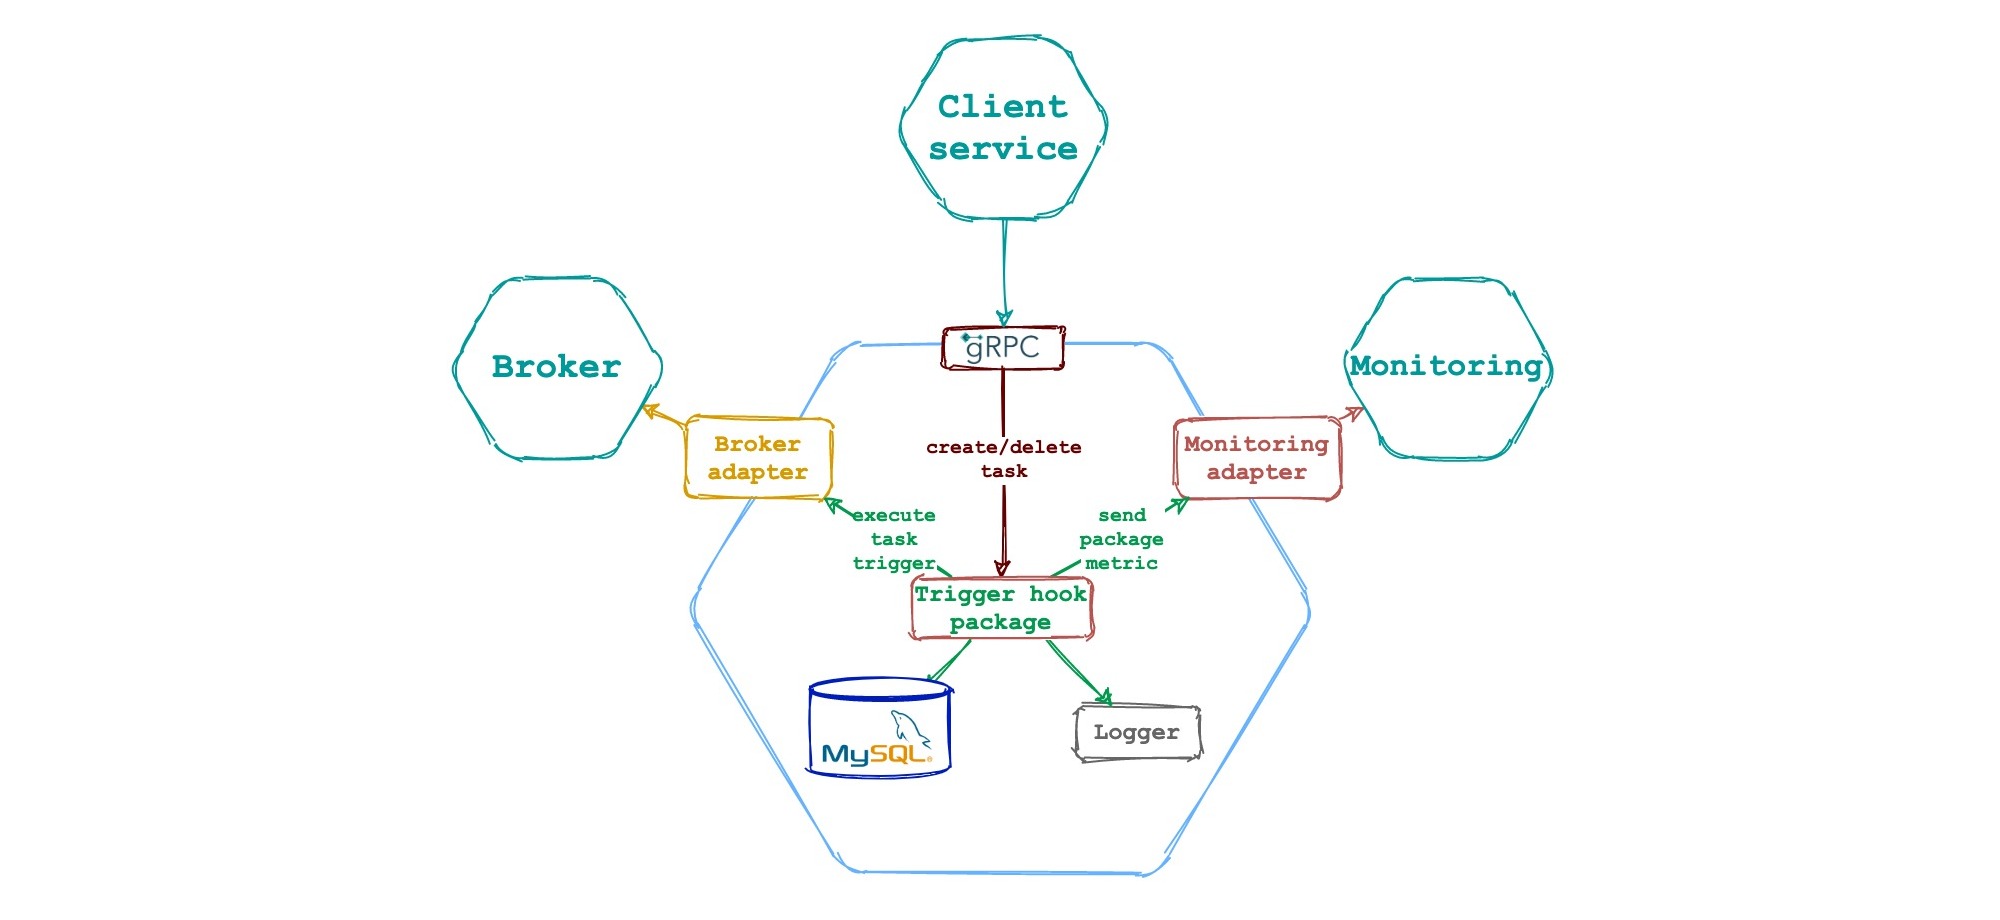 Client
service
gRPC
Broker
Monitoring
Broker
adapter
create/delete
task
Monitoring
adapter
execute
task
trigger
send
package
metric
Trigger hook
package
MySQL®
Logger